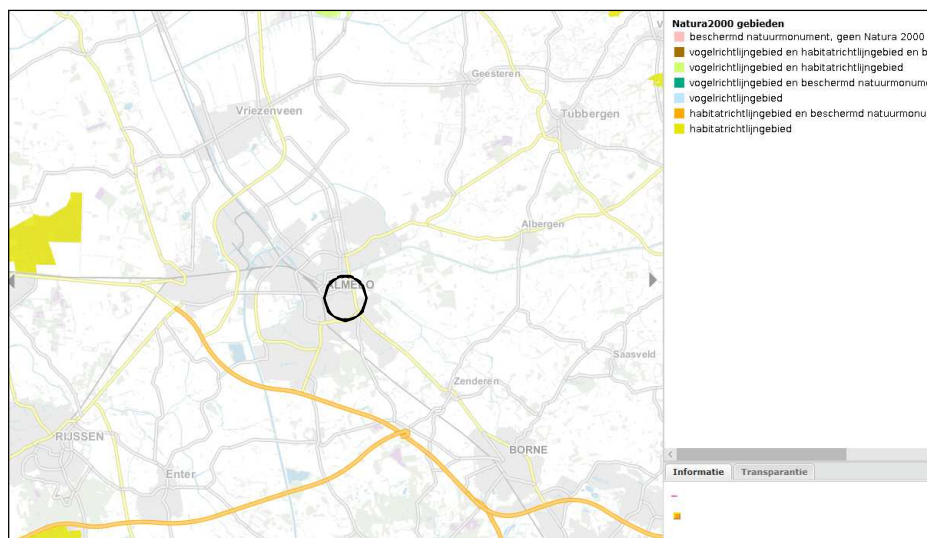 Natura2000 gebieden
beschermd natuurmonument, geen Natura 2000
vogelrichtlijngebied en habitatrichtlijngebied en b
vogelrichtlijngebied en habitatrichtlijngebied
vogelrichtlijngebied en beschermd natuurmonume
vogelrichtlijngebied
habitatrichtlijngebied en beschermd natuurmonu
habitatrichtlijngebied
Geesteren
Vriezenveen
Tubbergen
Albergen
ALMELO
Saasveld
Zenderen
RIJSSEN
BORNE
Enter
Informatie
Transparantie